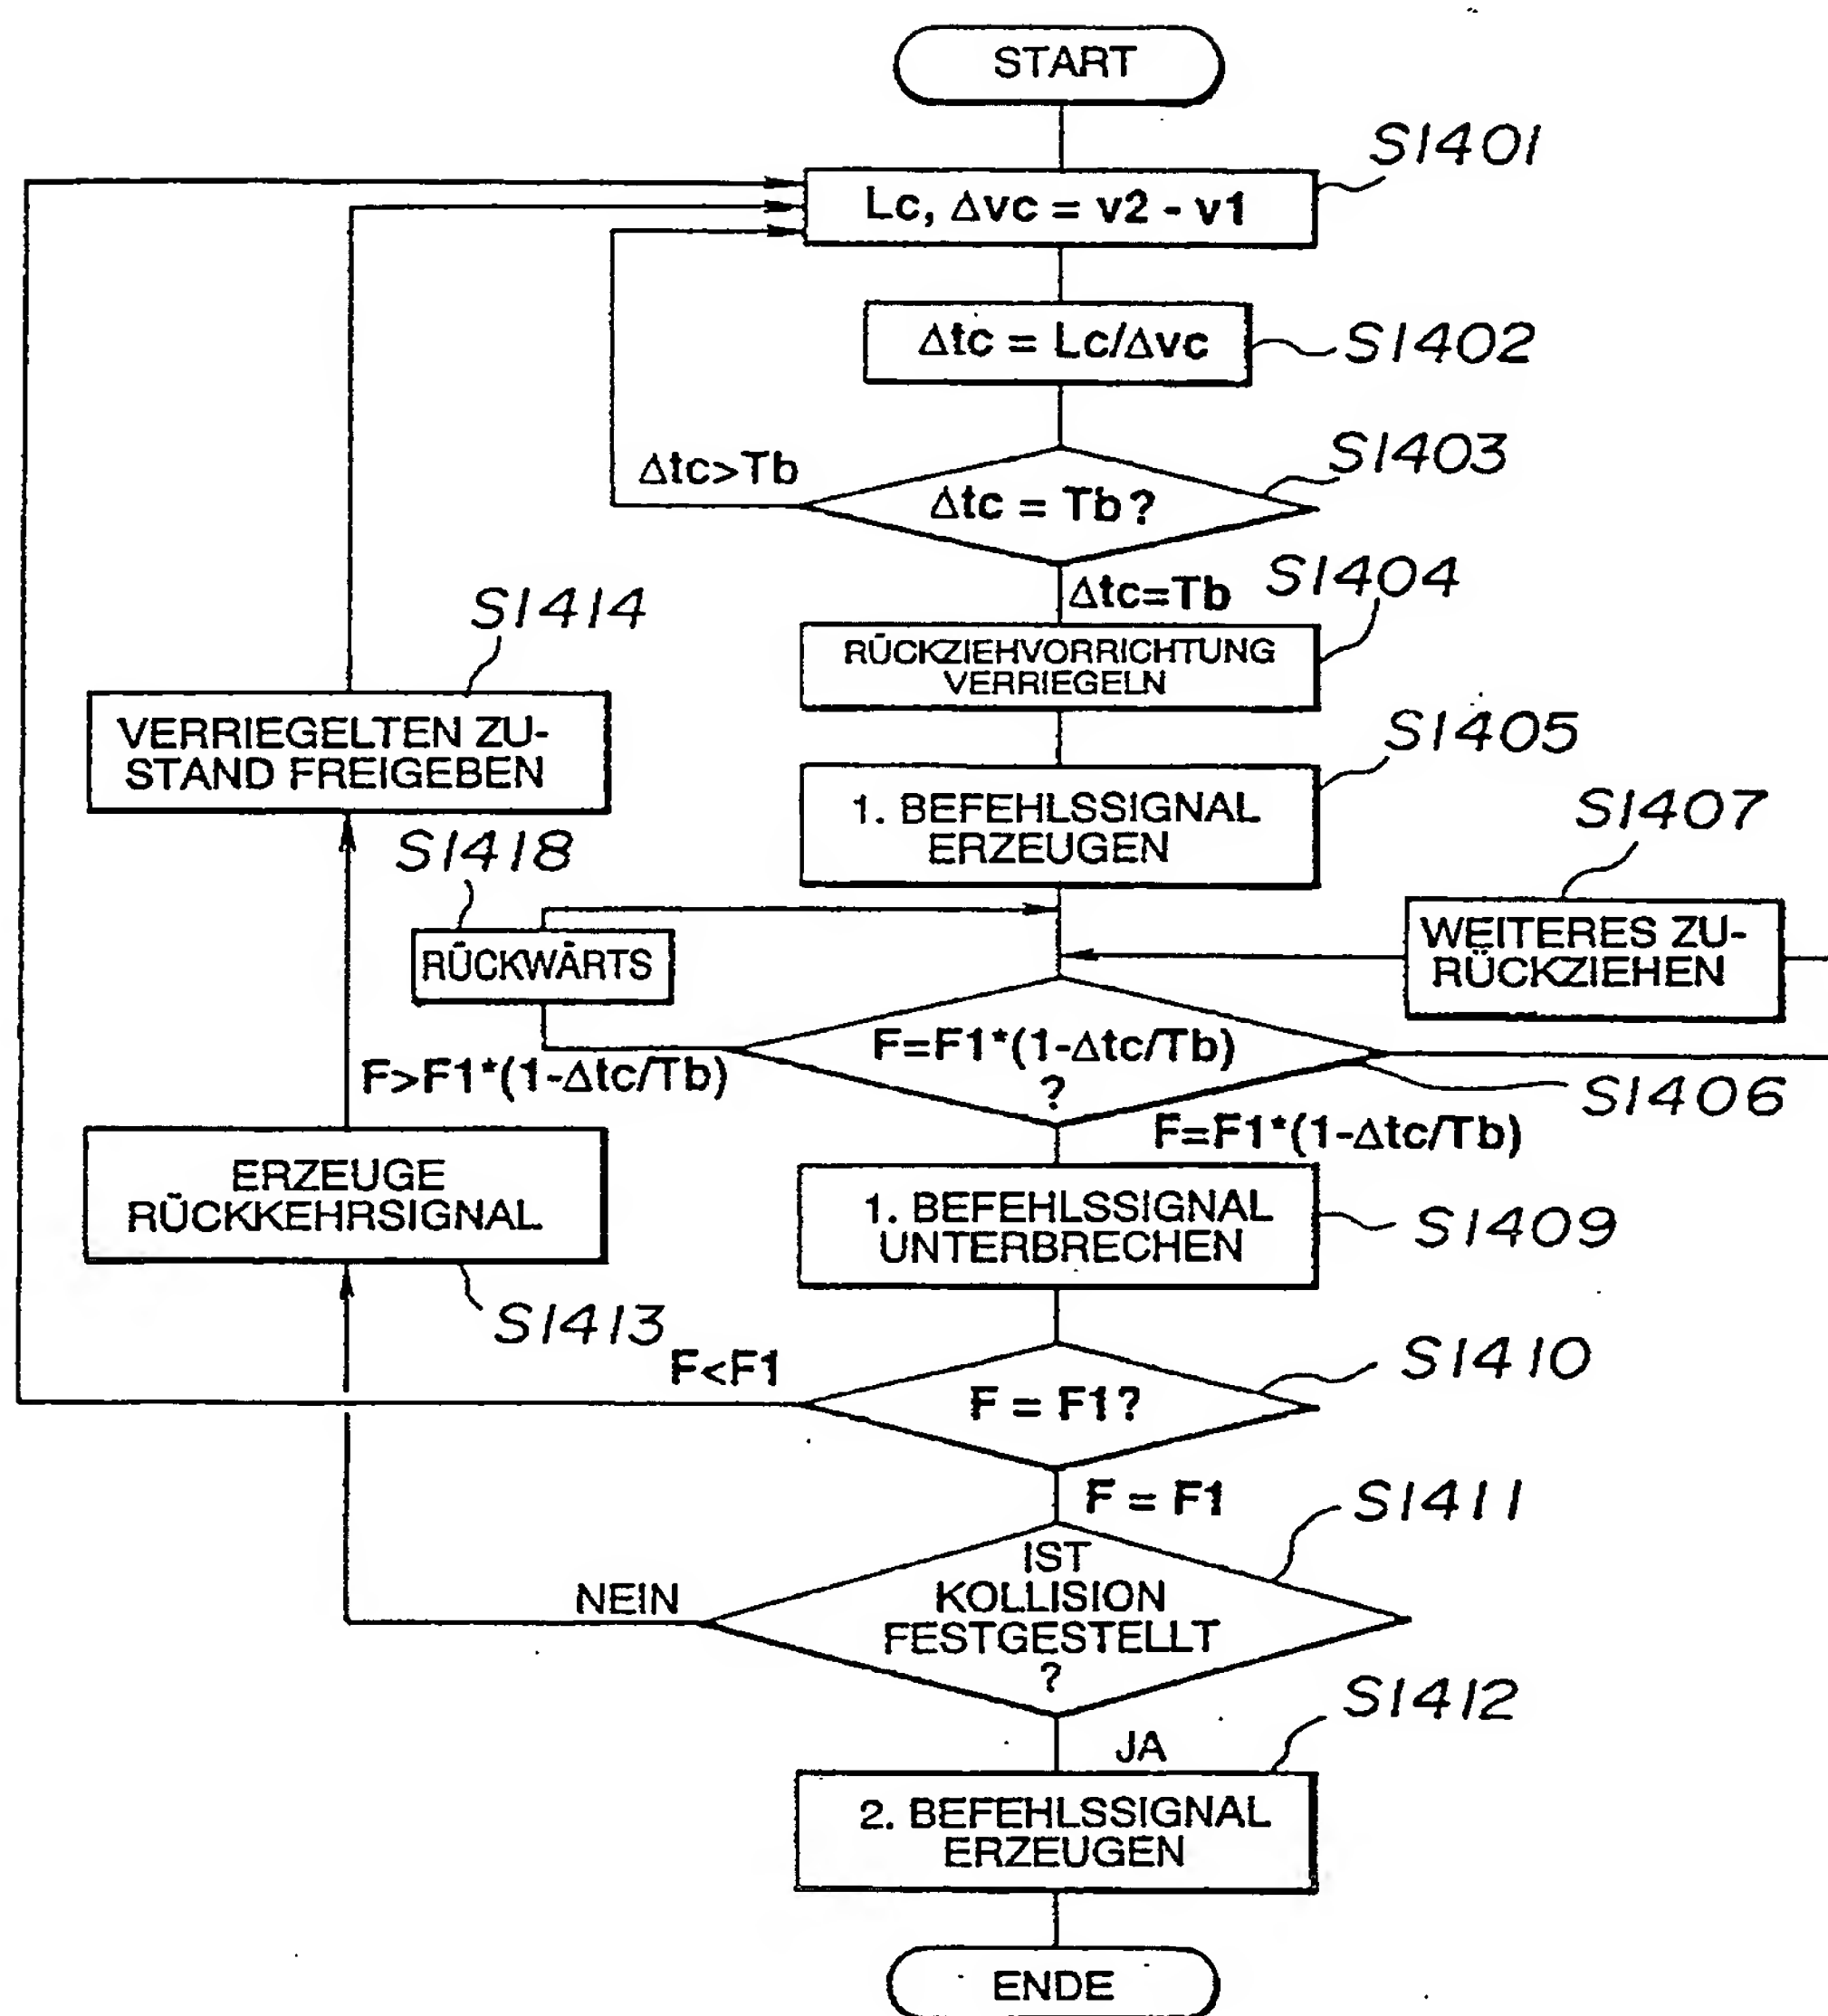 START
S1401
Lc, Δvc = v2 - v1
Δtc = Lc/Δvc
S1402
S1403
Δtc>Tb
Δtc = Tb?
S1404
Δtc=Tb
RÜCKZIEHVORRICHTUNG
VERRIEGELN
S1414
VERRIEGELTEN ZU-
STAND FREIGEBEN
S1405
1. BEFEHLSSIGNAL
ERZEUGEN
S1407
WEITERES ZU-
RÜCKZIEHEN
S1418
RÜCKWÄRTS
F=F1*(1-Δtc/Tb)
?
F>F1*(1-Δtc/Tb)
S1406
F=F1*(1-Δtc/Tb)
ERZEUGE
RÜCKKEHRSIGNAL
1. BEFEHLSSIGNAL
UNTERBRECHEN
S1409
S1413
F<F1
S1410
F = F1?
F = F1
S1411
IST
KOLLISION
FESTGESTELLT
?
NEIN
S1412
JA
2. BEFEHLSSIGNAL
ERZEUGEN
ENDE